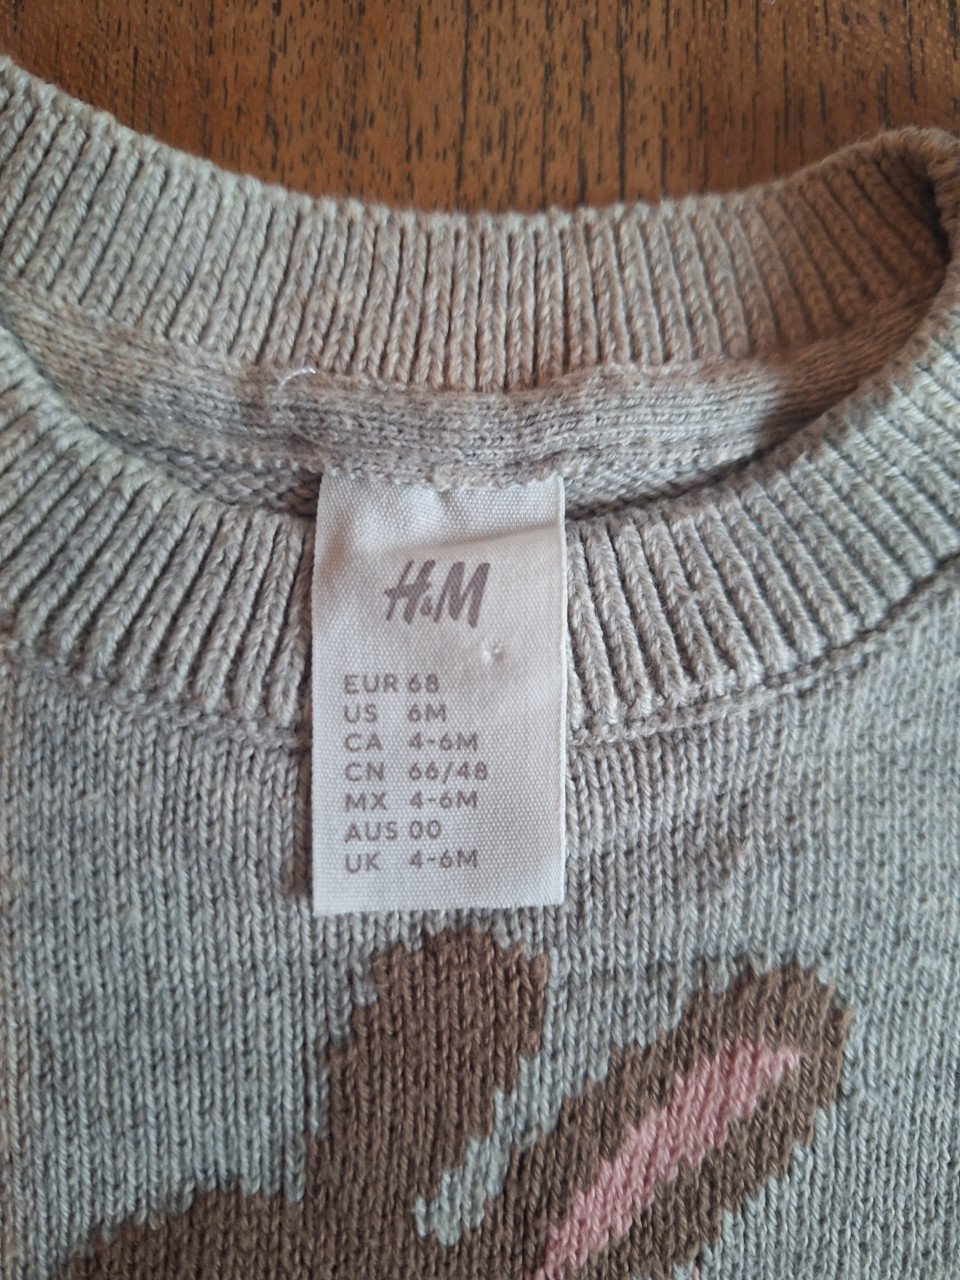 H&M
EUR 68
US 6M
CA 4-6M
CN 66/48
MX 4-6M
AUS 00
UK 4-6M